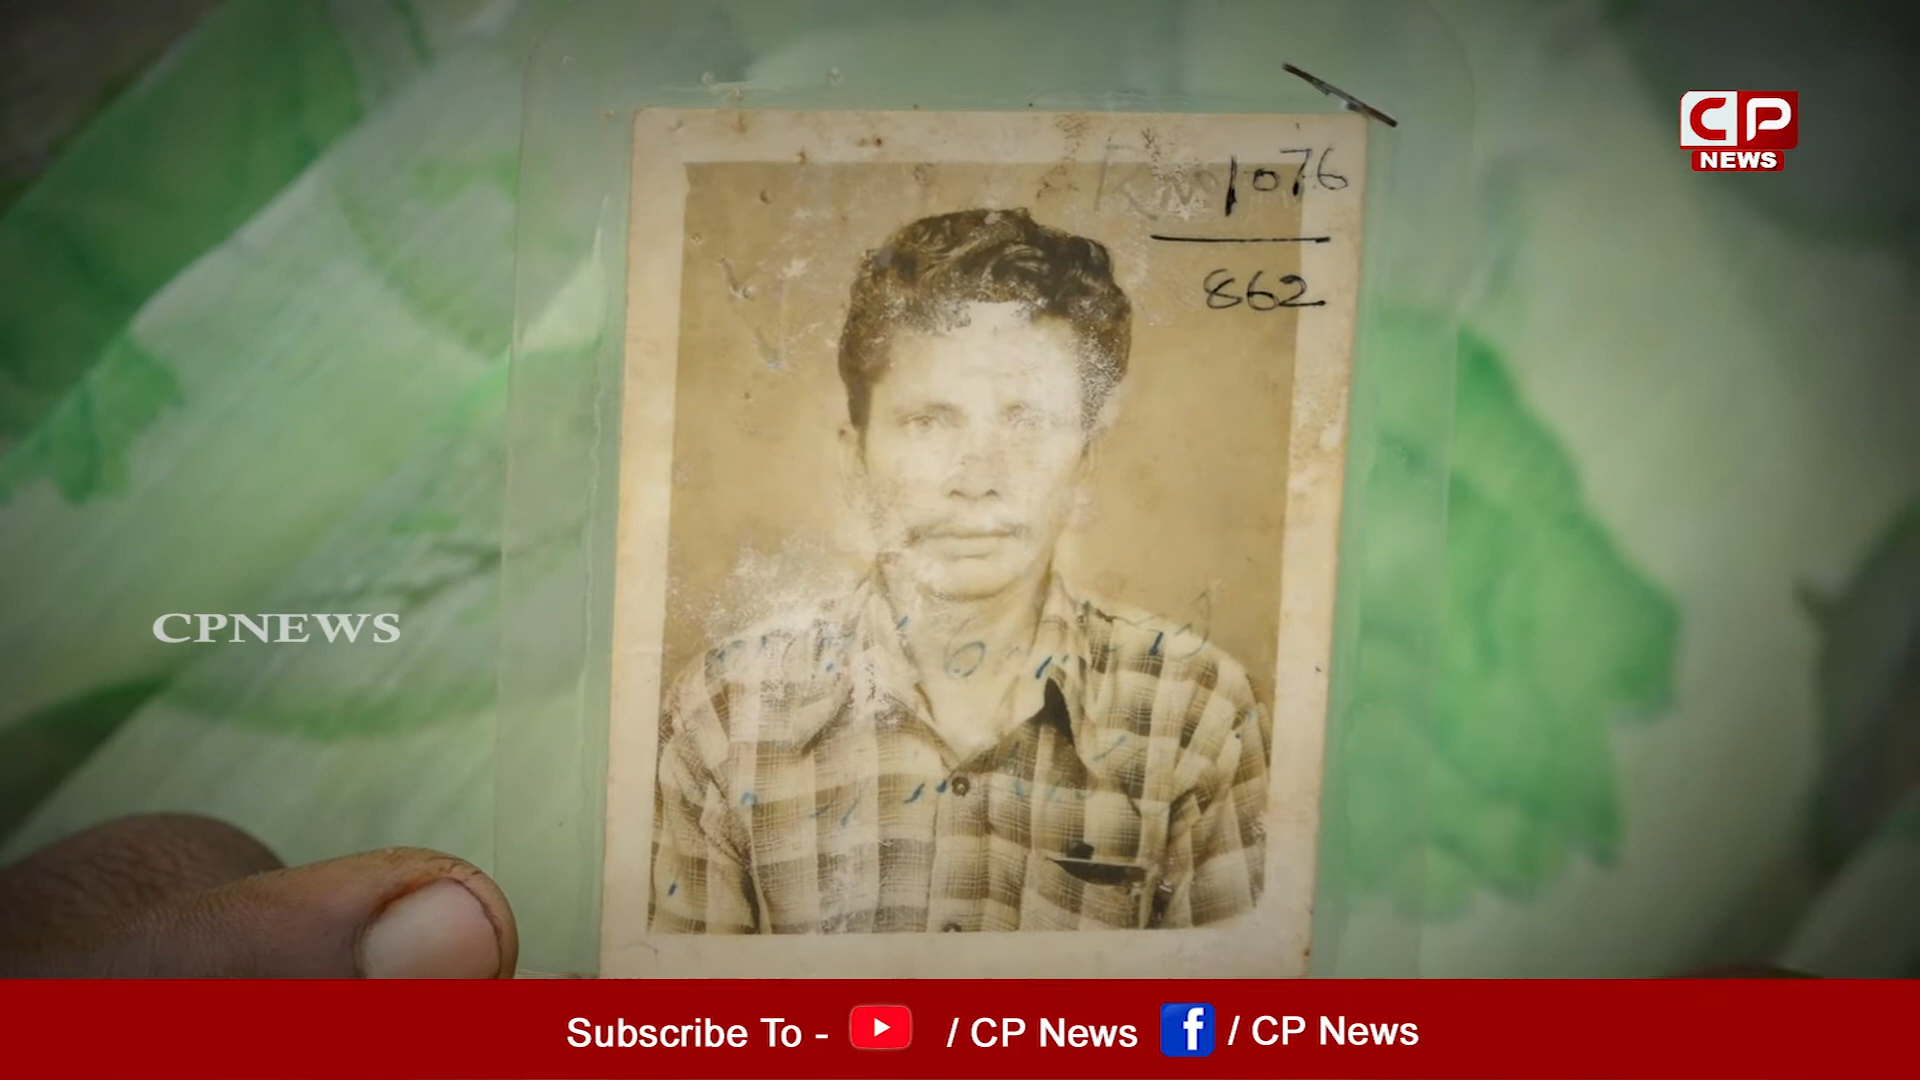 CP
NEWS
1076
862
CPNEWS
Subscribe To - / CP News / CP News